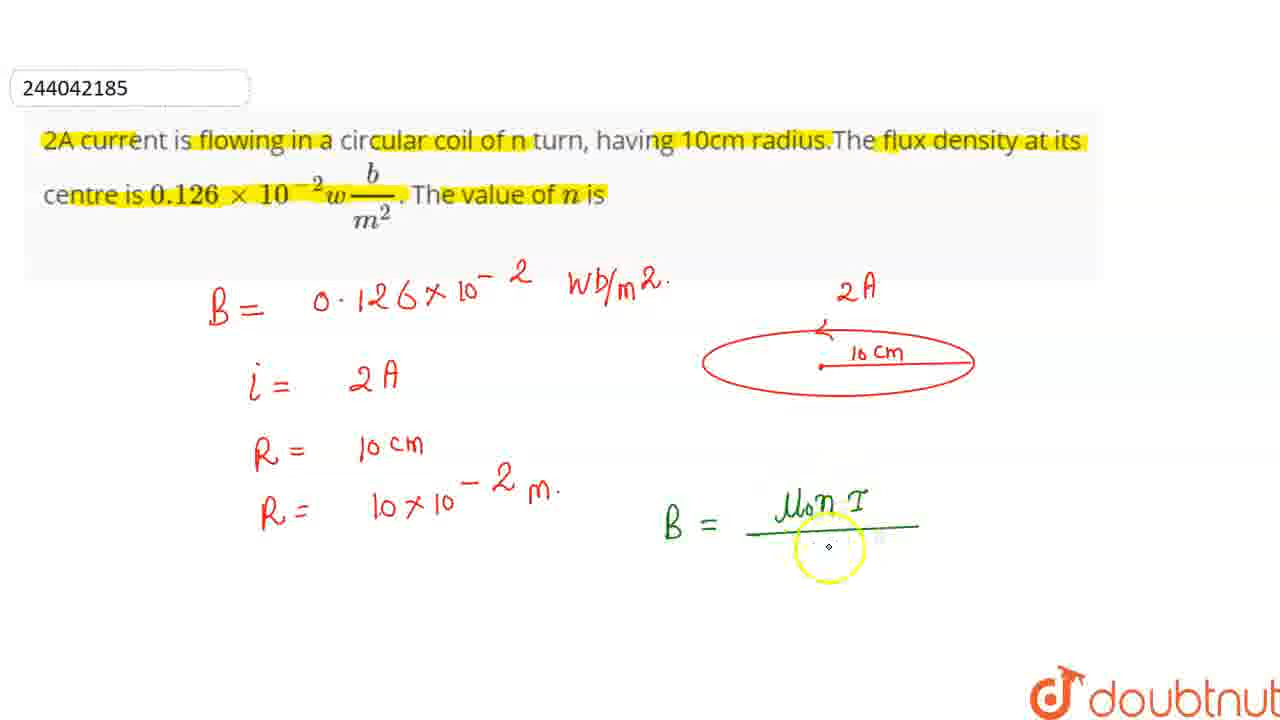 244042185
2A current is flowing in a circular coil of n turn, having 10cm radius.The flux density at its
centre is 0.126 × 10⁻² w b/m². The value of n is
B = 0.126×10⁻² Wb/m².
2A
10 cm
i = 2A
R = 10 cm
R = 10×10⁻² m.
B = μ₀nI
doubtnut